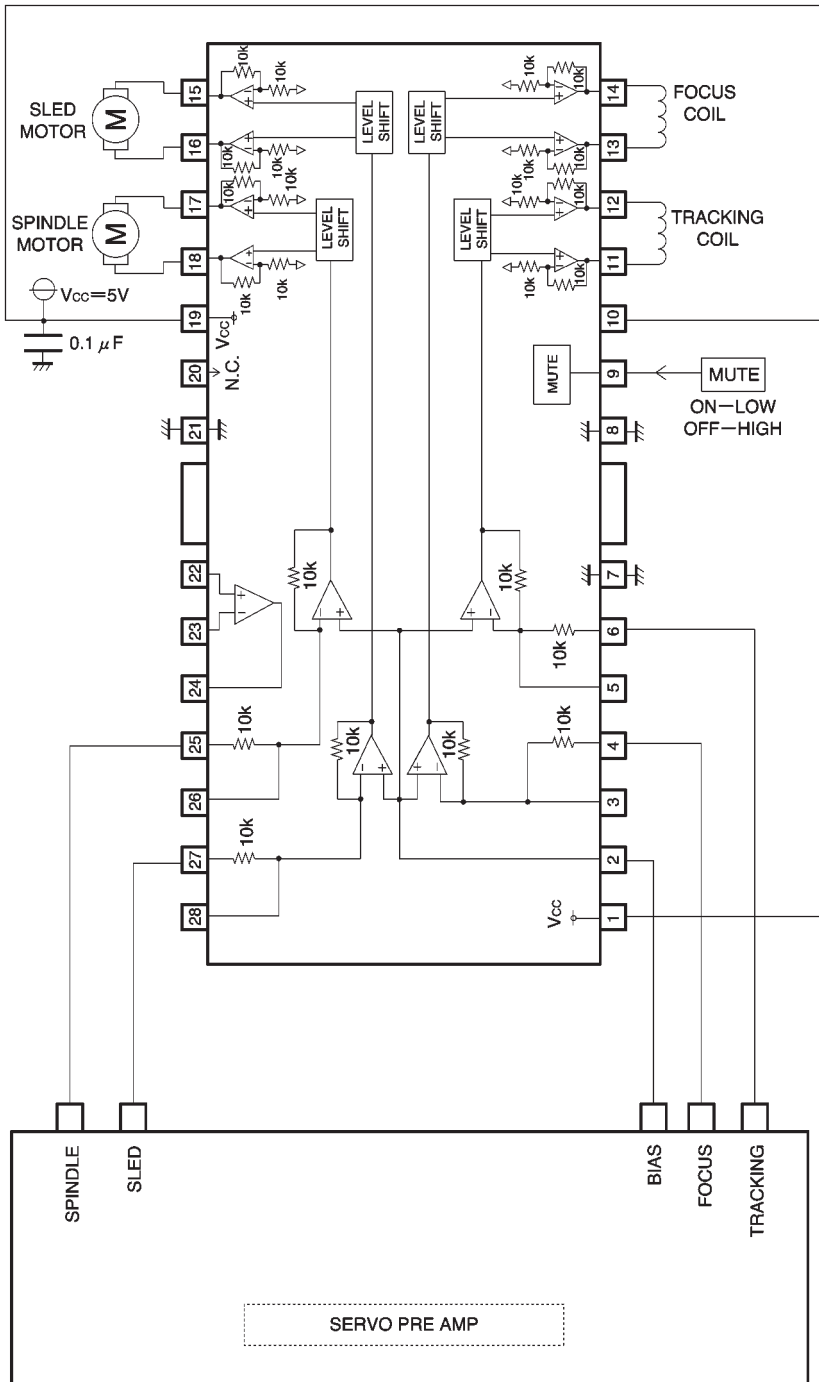 SLED
MOTOR
M
SPINDLE
MOTOR
M
VCC=5V
0.1 μF
15
16
17
18
19
20
21
22
23
24
25
26
27
28
VCC
N.C.
10k
10k
10k
10k
10k
10k
10k
10k
LEVEL
SHIFT
LEVEL
SHIFT
LEVEL
SHIFT
LEVEL
SHIFT
10k
10k
10k
10k
10k
10k
10k
10k
14
13
12
11
10
9
8
7
6
5
4
3
2
1
FOCUS
COIL
TRACKING
COIL
MUTE
MUTE
ON−LOW
OFF−HIGH
10k
10k
10k
10k
10k
10k
10k
10k
VCC
+
−
−
+
+
−
−
+
+
−
SPINDLE
SLED
BIAS
FOCUS
TRACKING
SERVO PRE AMP